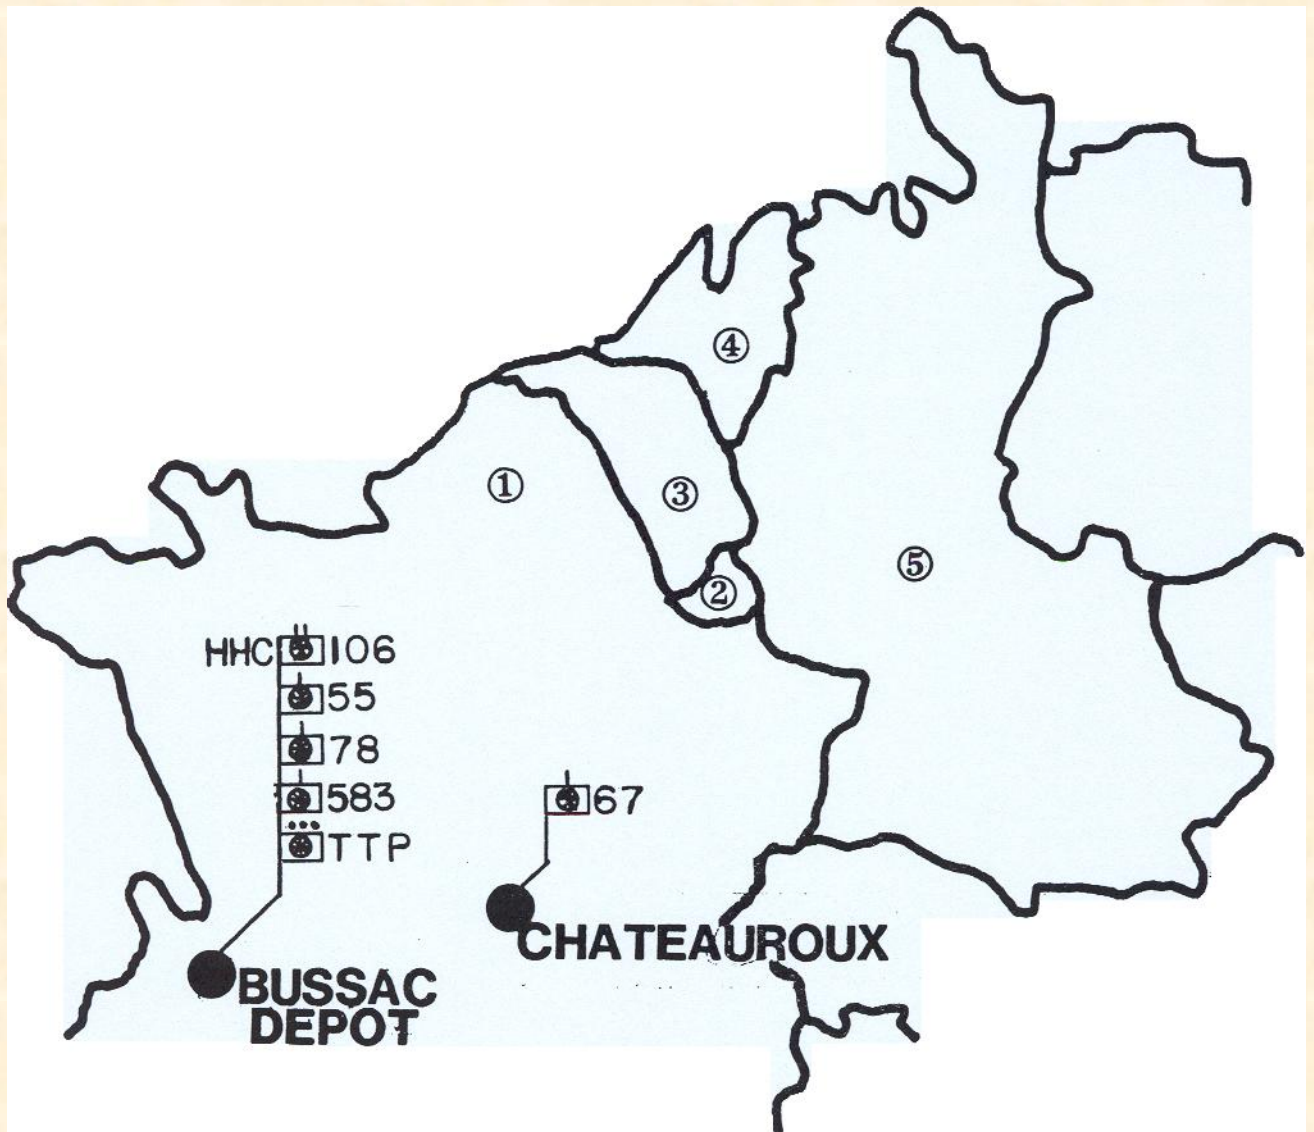 ④
①
③
⑤
②
HHC 106
55
78
583
TTP
67
CHATEAUROUX
BUSSAC
DEPOT